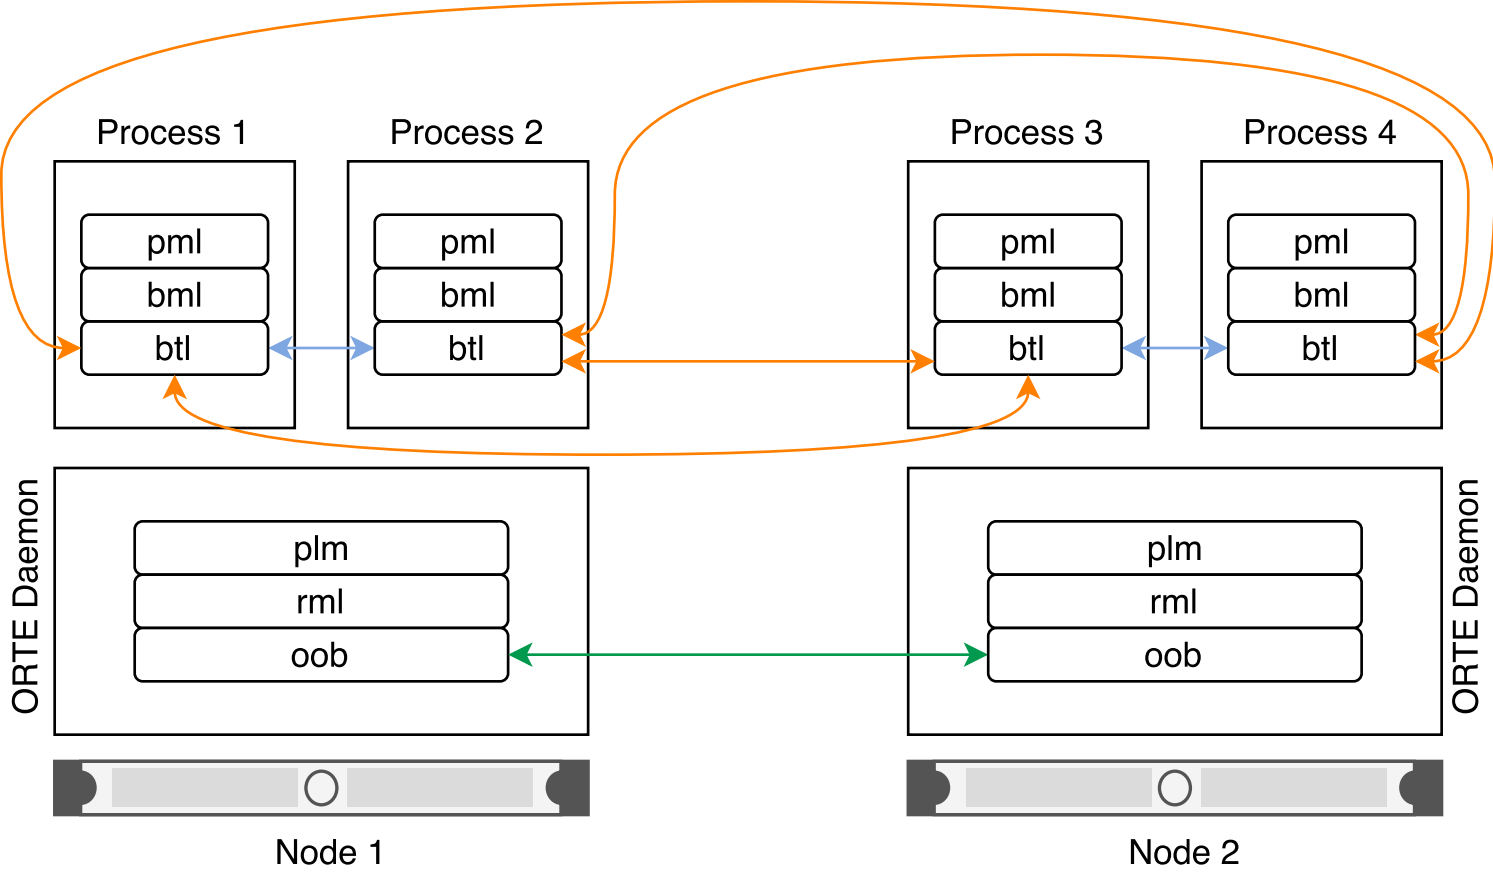 Process 1
Process 2
Process 3
Process 4
pml
bml
btl
pml
bml
btl
pml
bml
btl
pml
bml
btl
ORTE Daemon
plm
rml
oob
plm
rml
oob
ORTE Daemon
Node 1
Node 2